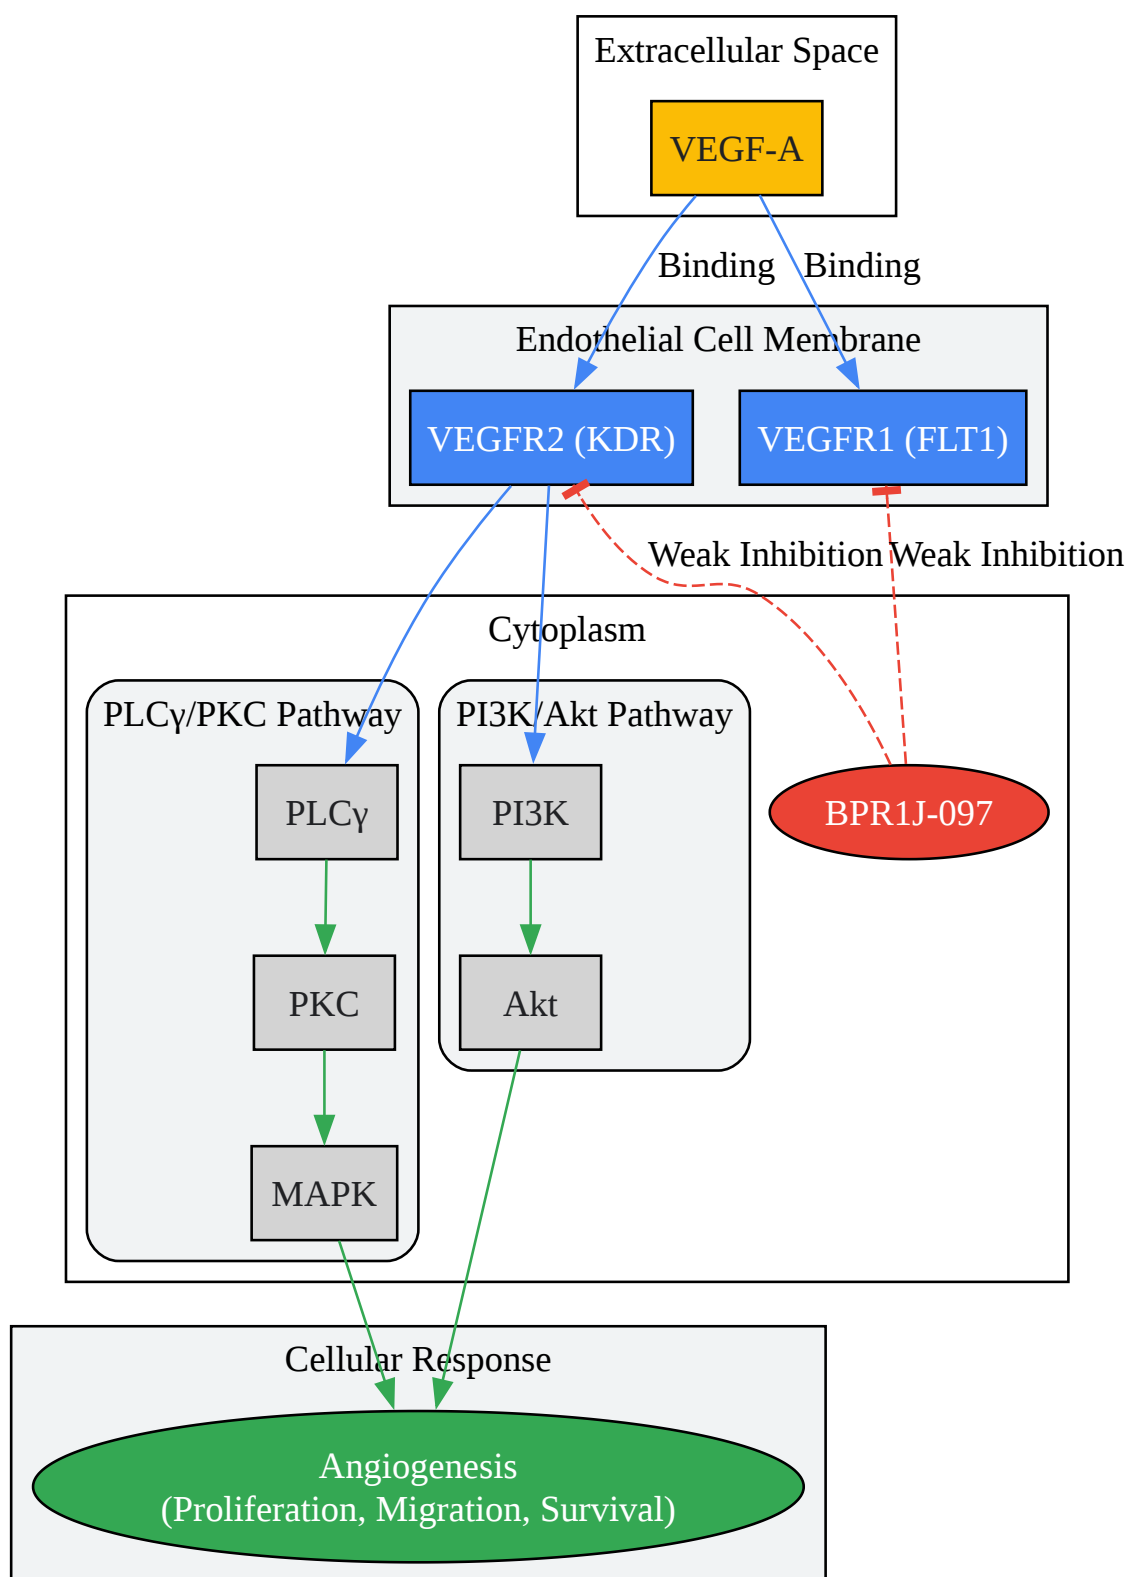 Extracellular Space
VEGF-A
Binding
Binding
Endothelial Cell Membrane
VEGFR2 (KDR)
VEGFR1 (FLT1)
Weak Inhibition
Weak Inhibition
Cytoplasm
PLCγ/PKC Pathway
PI3K/Akt Pathway
PLCγ
PI3K
BPR1J-097
PKC
Akt
MAPK
Cellular Response
Angiogenesis
(Proliferation, Migration, Survival)